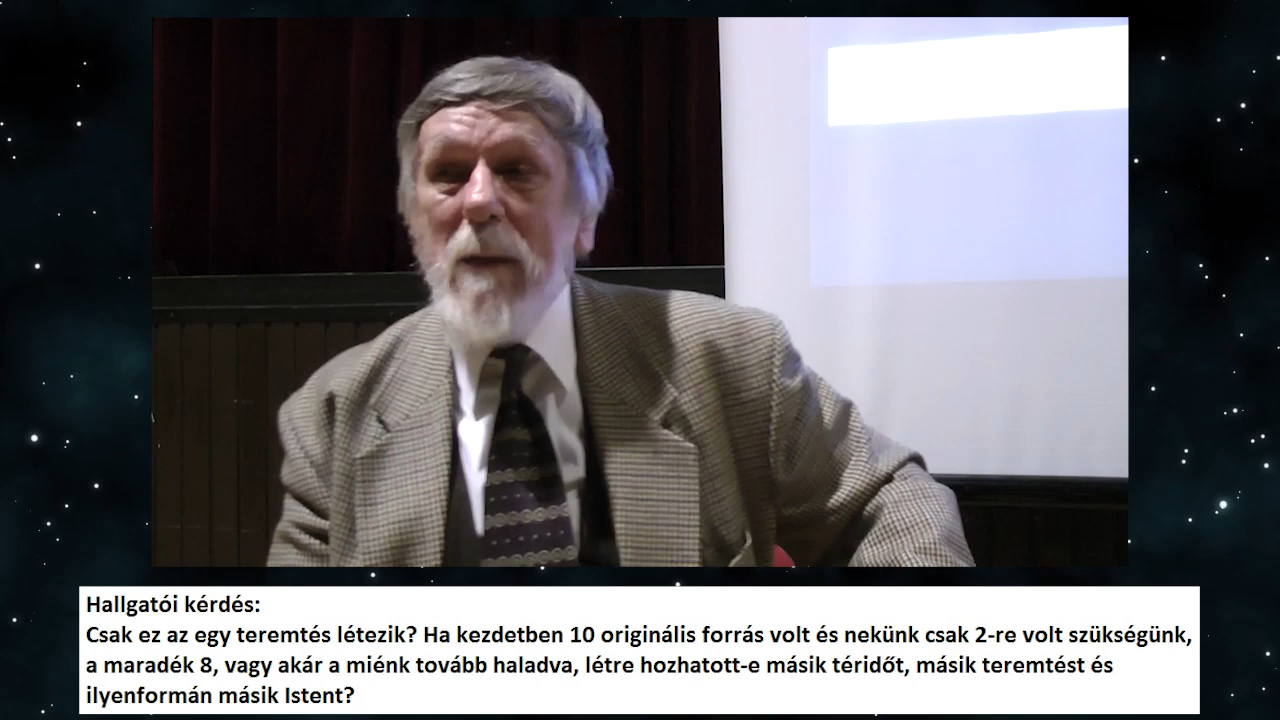 Hallgatói kérdés:
Csak ez az egy teremtés létezik? Ha kezdetben 10 originális forrás volt és nekünk csak 2-re volt szükségünk,
a maradék 8, vagy akár a miénk tovább haladva, létre hozhatott-e másik téridőt, másik teremtést és
ilyenformán másik Istent?